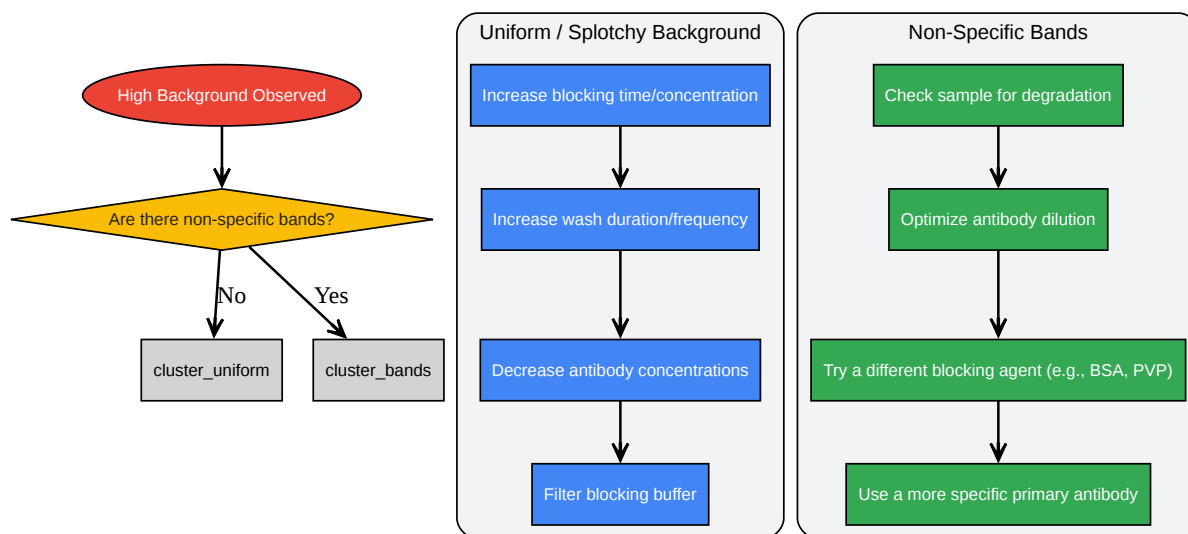 High Background Observed
Are there non-specific bands?
No
Yes
cluster_uniform
cluster_bands
Uniform / Splotchy Background
Increase blocking time/concentration
Increase wash duration/frequency
Decrease antibody concentrations
Filter blocking buffer
Non-Specific Bands
Check sample for degradation
Optimize antibody dilution
Try a different blocking agent (e.g., BSA, PVP)
Use a more specific primary antibody